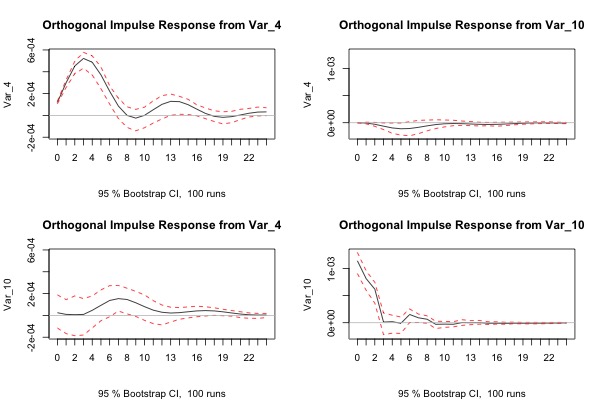 Orthogonal Impulse Response from Var_4
Var_4
-2e-04 2e-04 6e-04
0 2 4 6 8 10 13 16 19 22
95 % Bootstrap CI, 100 runs
Orthogonal Impulse Response from Var_10
Var_4
0e+00 1e-03
0 2 4 6 8 10 13 16 19 22
95 % Bootstrap CI, 100 runs
Orthogonal Impulse Response from Var_4
Var_10
-2e-04 2e-04 6e-04
0 2 4 6 8 10 13 16 19 22
95 % Bootstrap CI, 100 runs
Orthogonal Impulse Response from Var_10
Var_10
0e+00 1e-03
0 2 4 6 8 10 13 16 19 22
95 % Bootstrap CI, 100 runs